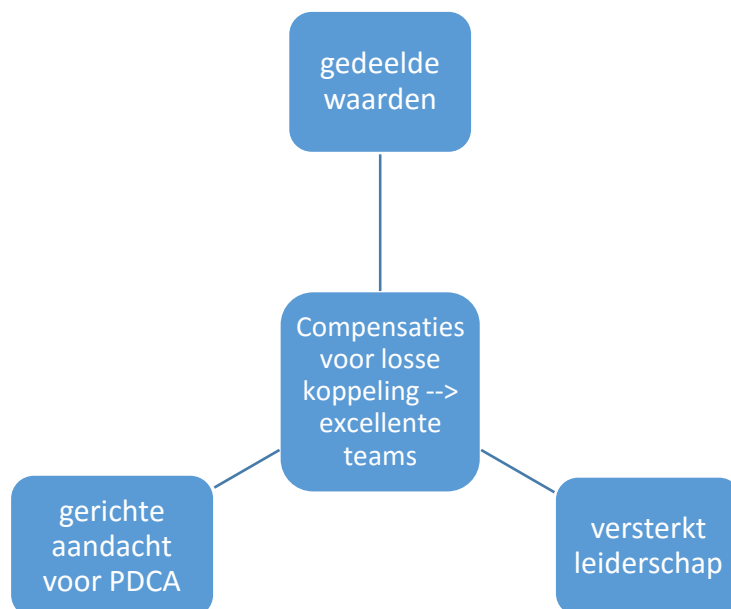 gedeelde
waarden
Compensaties
voor losse
koppeling -->
excellente
teams
gerichte
aandacht
voor PDCA
versterkt
leiderschap